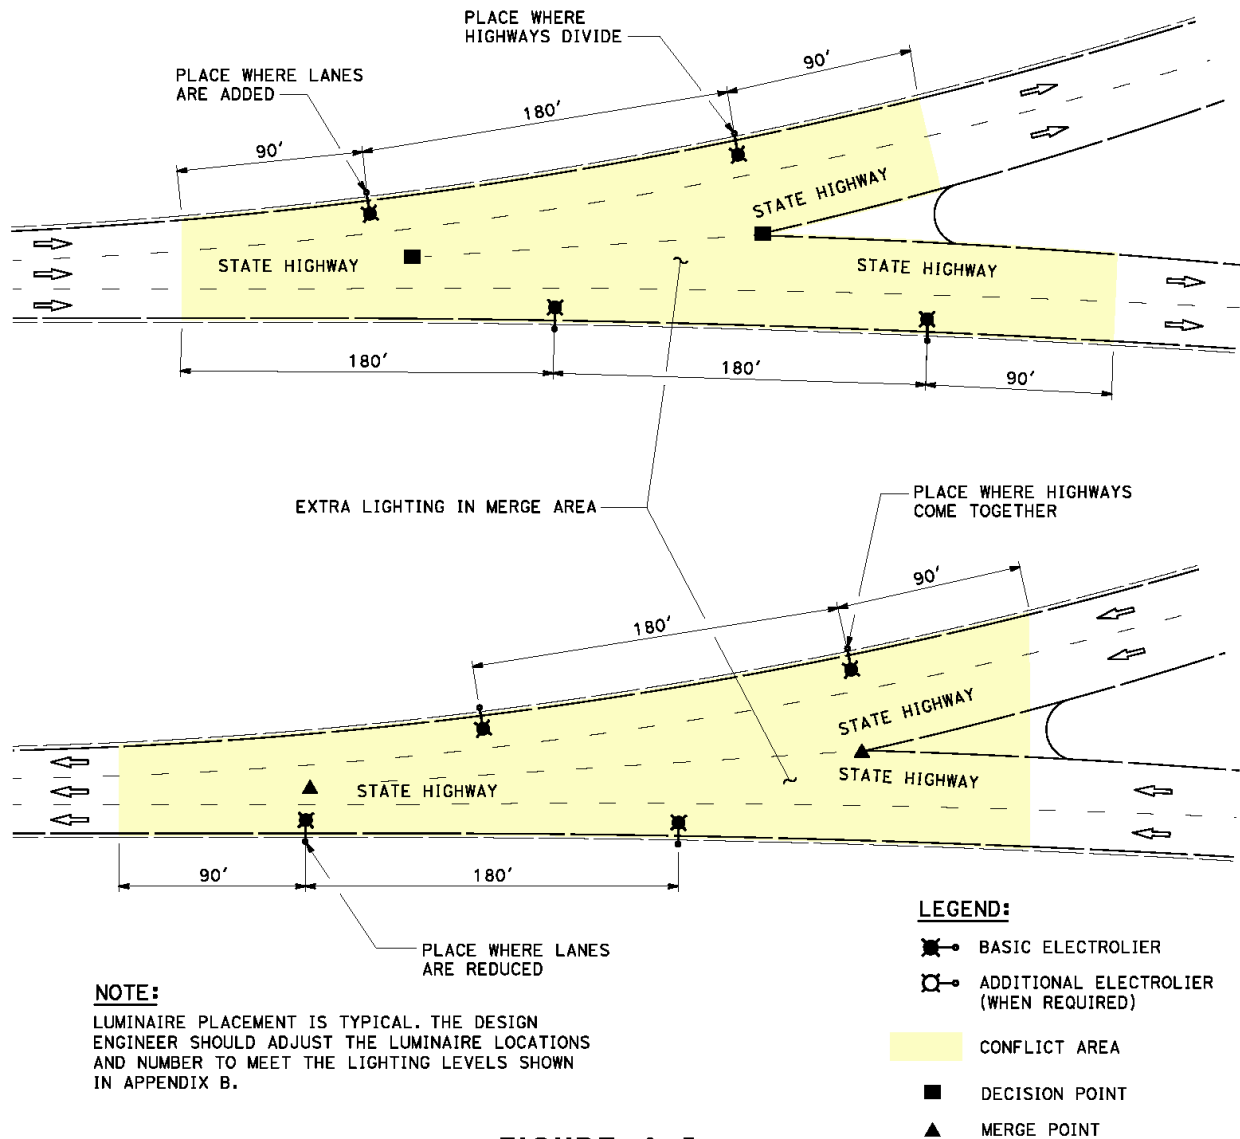 PLACE WHERE
HIGHWAYS DIVIDE
90'
PLACE WHERE LANES
ARE ADDED
180'
90'
STATE HIGHWAY
STATE HIGHWAY
STATE HIGHWAY
180'
180'
90'
EXTRA LIGHTING IN MERGE AREA
PLACE WHERE HIGHWAYS
COME TOGETHER
90'
180'
STATE HIGHWAY
STATE HIGHWAY
STATE HIGHWAY
90'
180'
PLACE WHERE LANES
ARE REDUCED
NOTE:
LUMINAIRE PLACEMENT IS TYPICAL. THE DESIGN
ENGINEER SHOULD ADJUST THE LUMINAIRE LOCATIONS
AND NUMBER TO MEET THE LIGHTING LEVELS SHOWN
IN APPENDIX B.
LEGEND:
BASIC ELECTROLIER
ADDITIONAL ELECTROLIER
(WHEN REQUIRED)
CONFLICT AREA
DECISION POINT
MERGE POINT